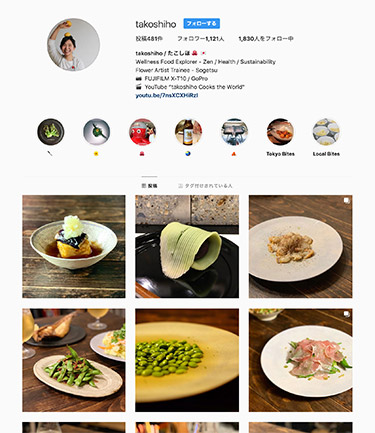 takoshiho フォローする
投稿481件 フォロワー1,121人 1,630人をフォロー中
takoshiho / たこしほ 🐙 🇯🇵
Wellness Food Explorer - Zen / Health / Sustainability
Flower Artist Trainee - Sogetsu
📷 FUJIFILM X-T10 / GoPro
🎬 YouTube "takoshiho Cooks the World"
youtu.be/7nsXCXHiRzI
Tokyo Bites Local Bites
投稿 タグ付けされている人